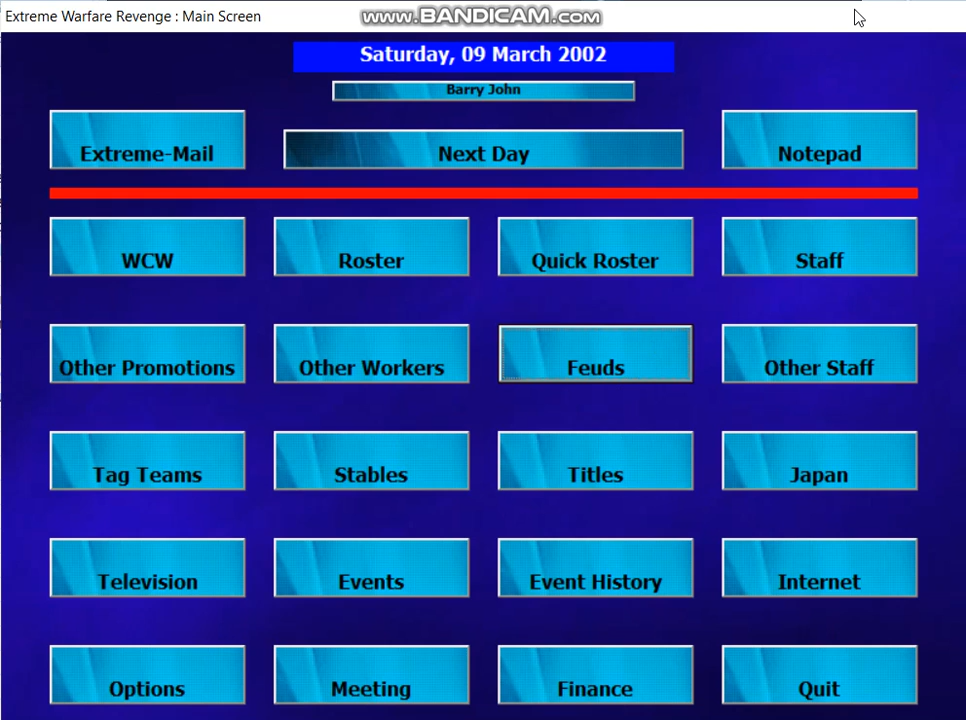 Extreme Warfare Revenge : Main Screen
www.BANDICAM.com
Saturday, 09 March 2002
Barry John
Extreme-Mail
Next Day
Notepad
WCW
Roster
Quick Roster
Staff
Other Promotions
Other Workers
Feuds
Other Staff
Tag Teams
Stables
Titles
Japan
Television
Events
Event History
Internet
Options
Meeting
Finance
Quit